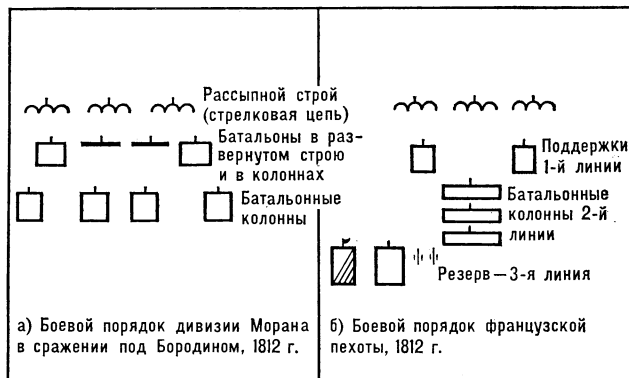 Рассыпной строй
(стрелковая цепь)
Батальоны в раз-
вернутом строю
и в колоннах
Батальонные
колонны
а) Боевой порядок дивизии Морана
в сражении под Бородином, 1812 г.
Поддержки
1-й линии
Батальонные
колонны 2-й
линии
Резерв — 3-я линия
б) Боевой порядок французской
пехоты, 1812 г.